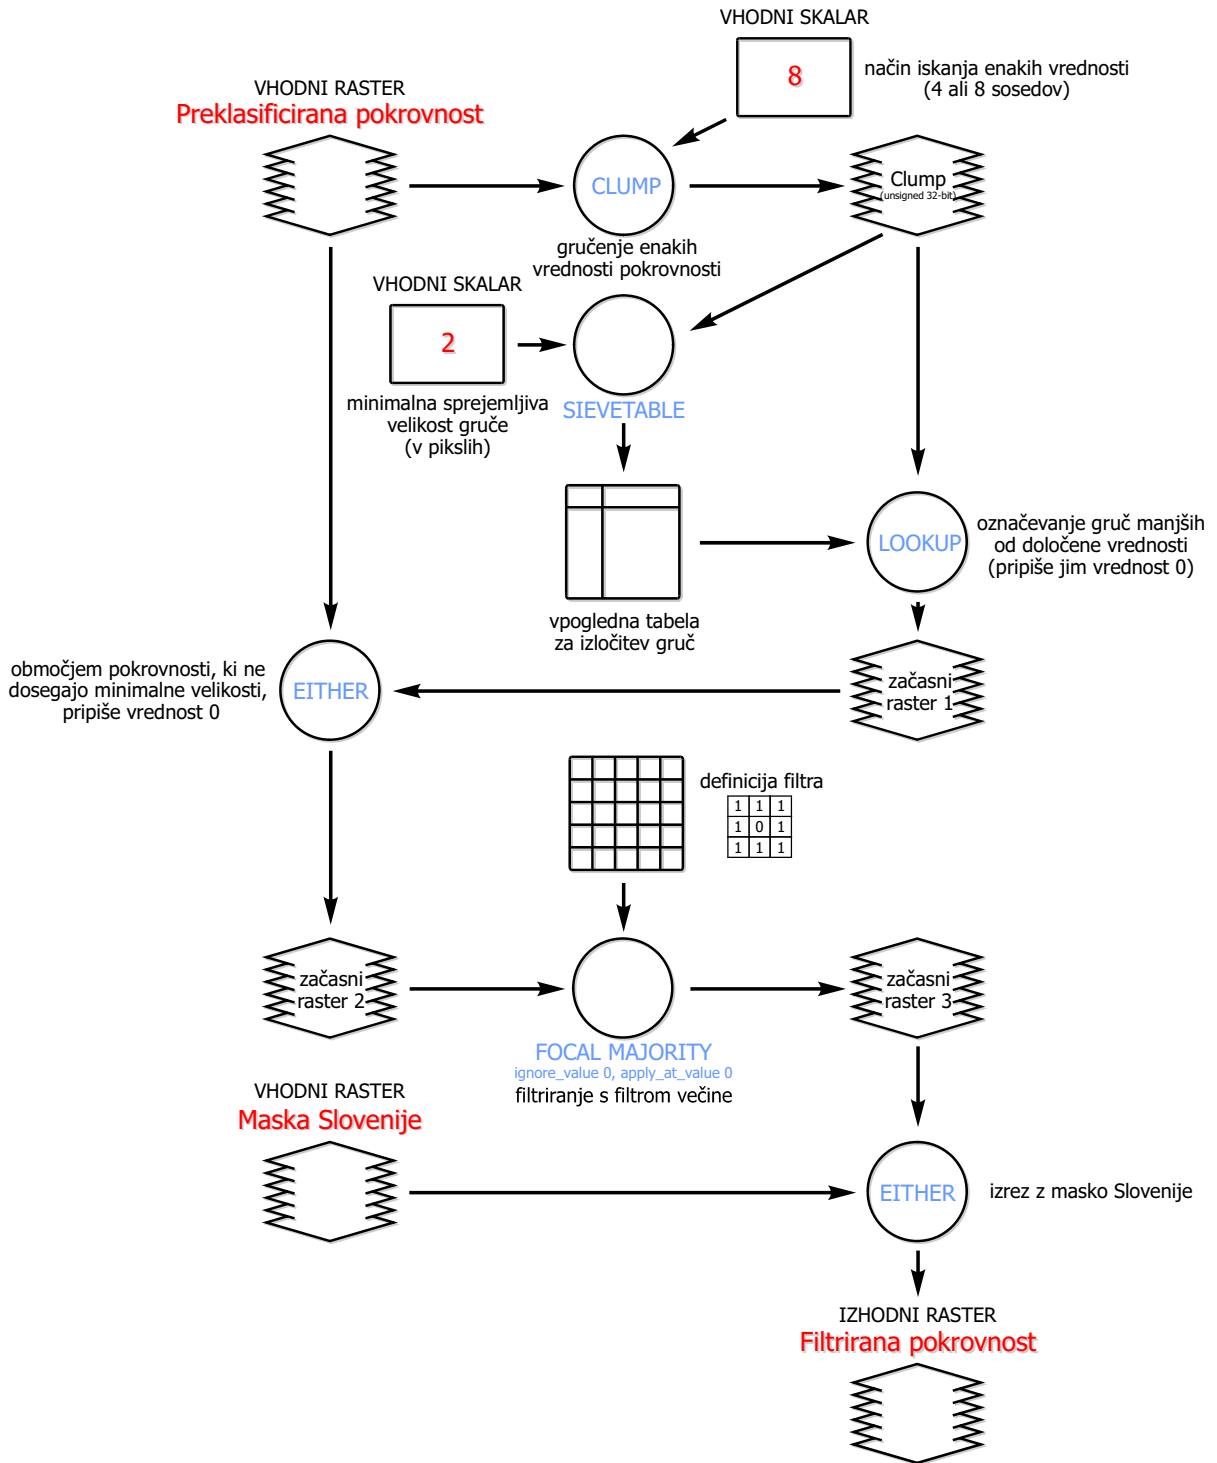 VHODNI SKALAR
8
način iskanja enakih vrednosti
(4 ali 8 sosedov)
VHODNI RASTER
Preklasificirana pokrovnost
CLUMP
gručenje enakih
vrednosti pokrovnosti
Clump
(unsigned 32-bit)
VHODNI SKALAR
2
minimalna sprejemljiva
velikost gruče
(v pikslih)
SIEVETABLE
vpogledna tabela
za izločitev gruč
LOOKUP
označevanje gruč manjših
od določene vrednosti
(pripiše jim vrednost 0)
območjem pokrovnosti, ki ne
dosegajo minimalne velikosti,
pripiše vrednost 0
EITHER
začasni
raster 1
definicija filtra
1 1 1
1 0 1
1 1 1
začasni
raster 2
FOCAL MAJORITY
ignore_value 0, apply_at_value 0
filtriranje s filtrom večine
začasni
raster 3
VHODNI RASTER
Maska Slovenije
EITHER
izrez z masko Slovenije
IZHODNI RASTER
Filtrirana pokrovnost